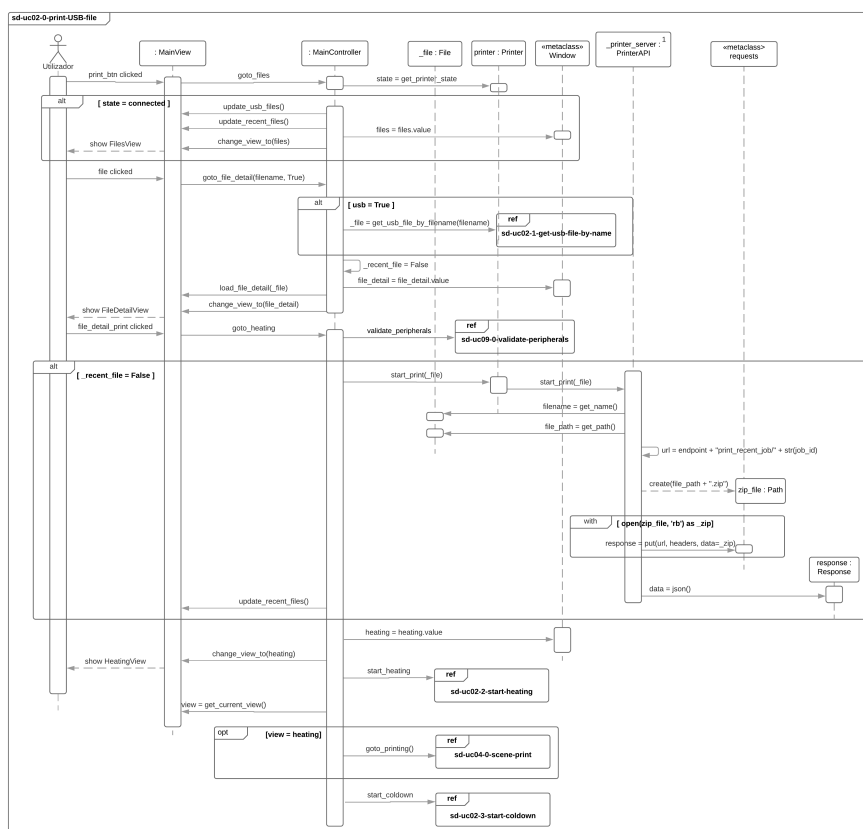 sd-uc02-0-print-USB-file
Utilizador
: MainView
: MainController
_file : File
printer : Printer
«metaclass»
Window
_printer_server :
PrinterAPI
1
«metaclass»
requests
print_btn clicked
goto_files
state = get_printer_state
alt
[ state = connected ]
update_usb_files()
update_recent_files()
files = files.value
change_view_to(files)
show FilesView
file clicked
goto_file_detail(filename, True)
alt
[ usb = True ]
_file = get_usb_file_by_filename(filename)
ref
sd-uc02-1-get-usb-file-by-name
_recent_file = False
file_detail = file_detail.value
load_file_detail(_file)
change_view_to(file_detail)
show FileDetailView
file_detail_print clicked
goto_heating
validate_peripherals
ref
sd-uc09-0-validate-peripherals
alt
[ _recent_file = False ]
start_print(_file)
start_print(_file)
filename = get_name()
file_path = get_path()
url = endpoint + "print_recent_job/" + str(job_id)
create(file_path + ".zip")
zip_file : Path
with
[ open(zip_file, 'rb') as _zip]
response = put(url, headers, data=_zip)
response :
Response
data = json()
update_recent_files()
heating = heating.value
change_view_to(heating)
show HeatingView
start_heating
ref
sd-uc02-2-start-heating
view = get_current_view()
opt
[view = heating]
goto_printing()
ref
sd-uc04-0-scene-print
start_coldown
ref
sd-uc02-3-start-coldown